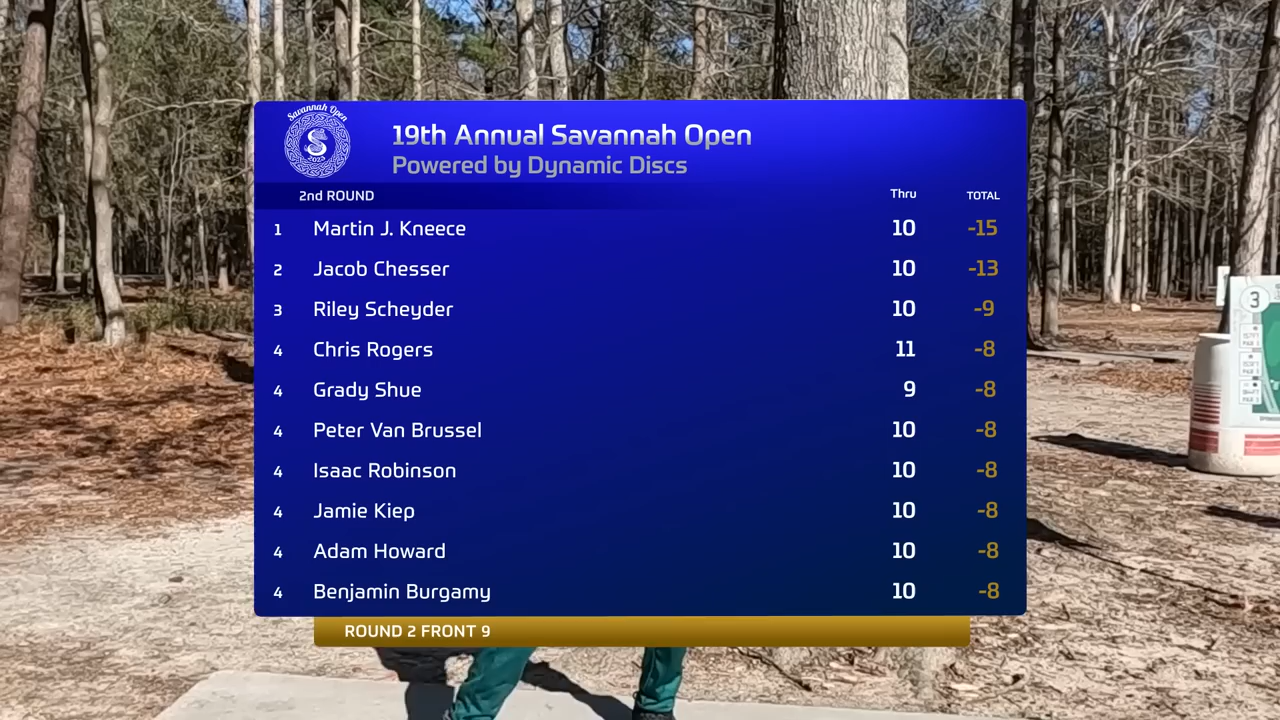 Savannah Open
S
2023
19th Annual Savannah Open
Powered by Dynamic Discs
2nd ROUND Thru TOTAL
1 Martin J. Kneece 10 -15
2 Jacob Chesser 10 -13
3 Riley Scheyder 10 -9
4 Chris Rogers 11 -8
4 Grady Shue 9 -8
4 Peter Van Brussel 10 -8
4 Isaac Robinson 10 -8
4 Jamie Kiep 10 -8
4 Adam Howard 10 -8
4 Benjamin Burgamy 10 -8
ROUND 2 FRONT 9
3